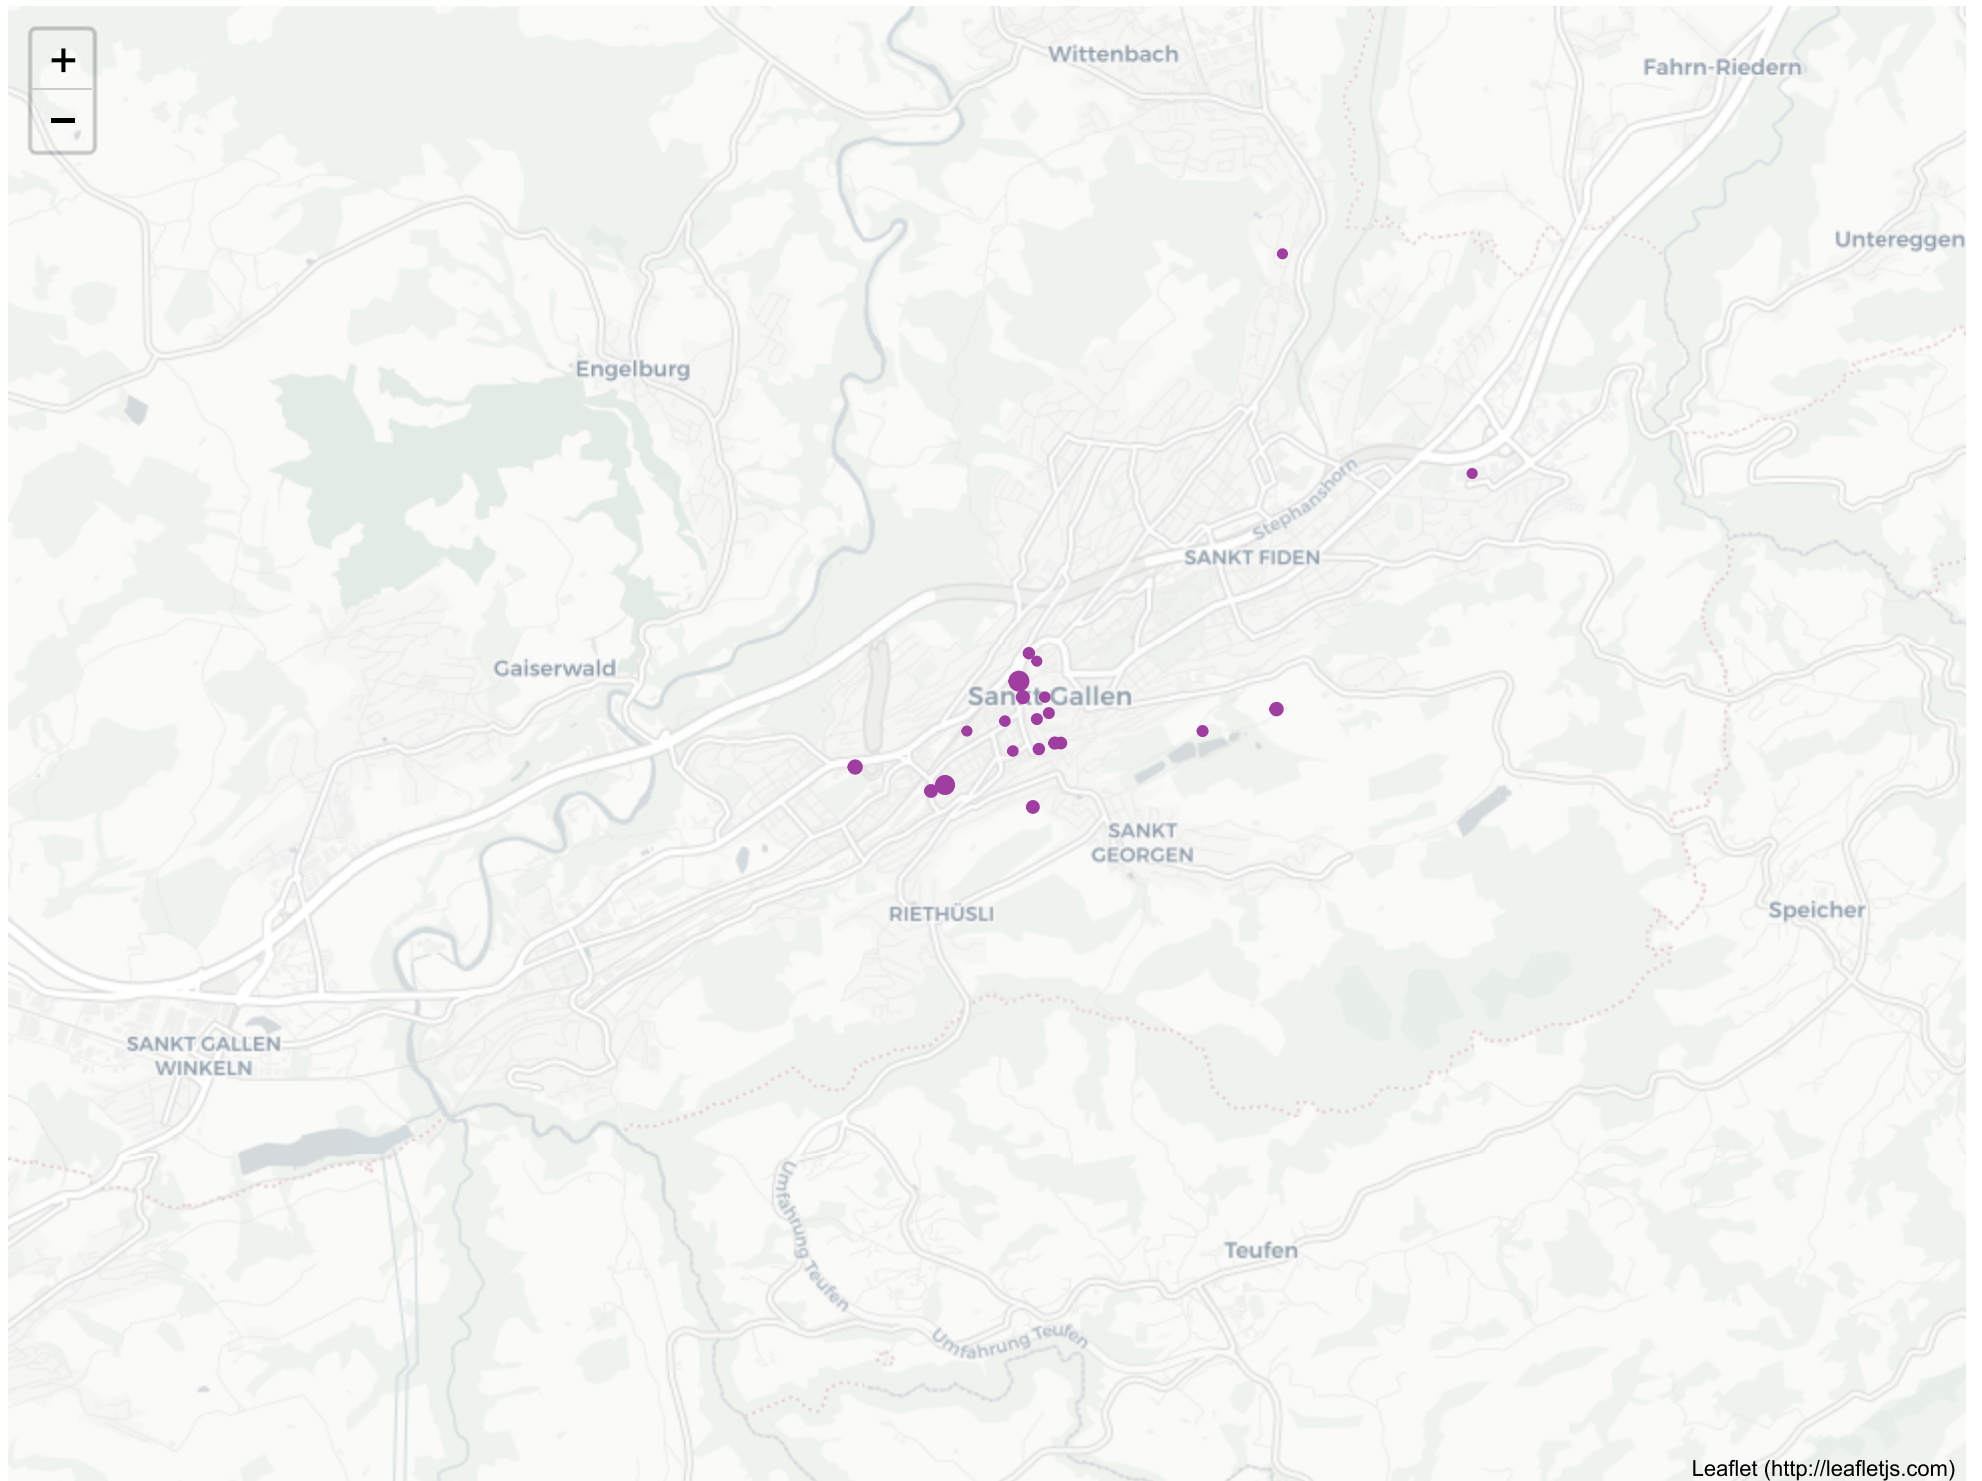 +
−
Wittenbach
Fahrn-Riedern
Untereggen
Engelburg
Stephanshorn
SANKT FIDEN
Gaiserwald
Sankt Gallen
SANKT
GEORGEN
RIETHÜSLI
Speicher
SANKT GALLEN
WINKELN
Umfahrung Teufen
Teufen
Umfahrung Teufen
Leaflet (http://leafletjs.com)